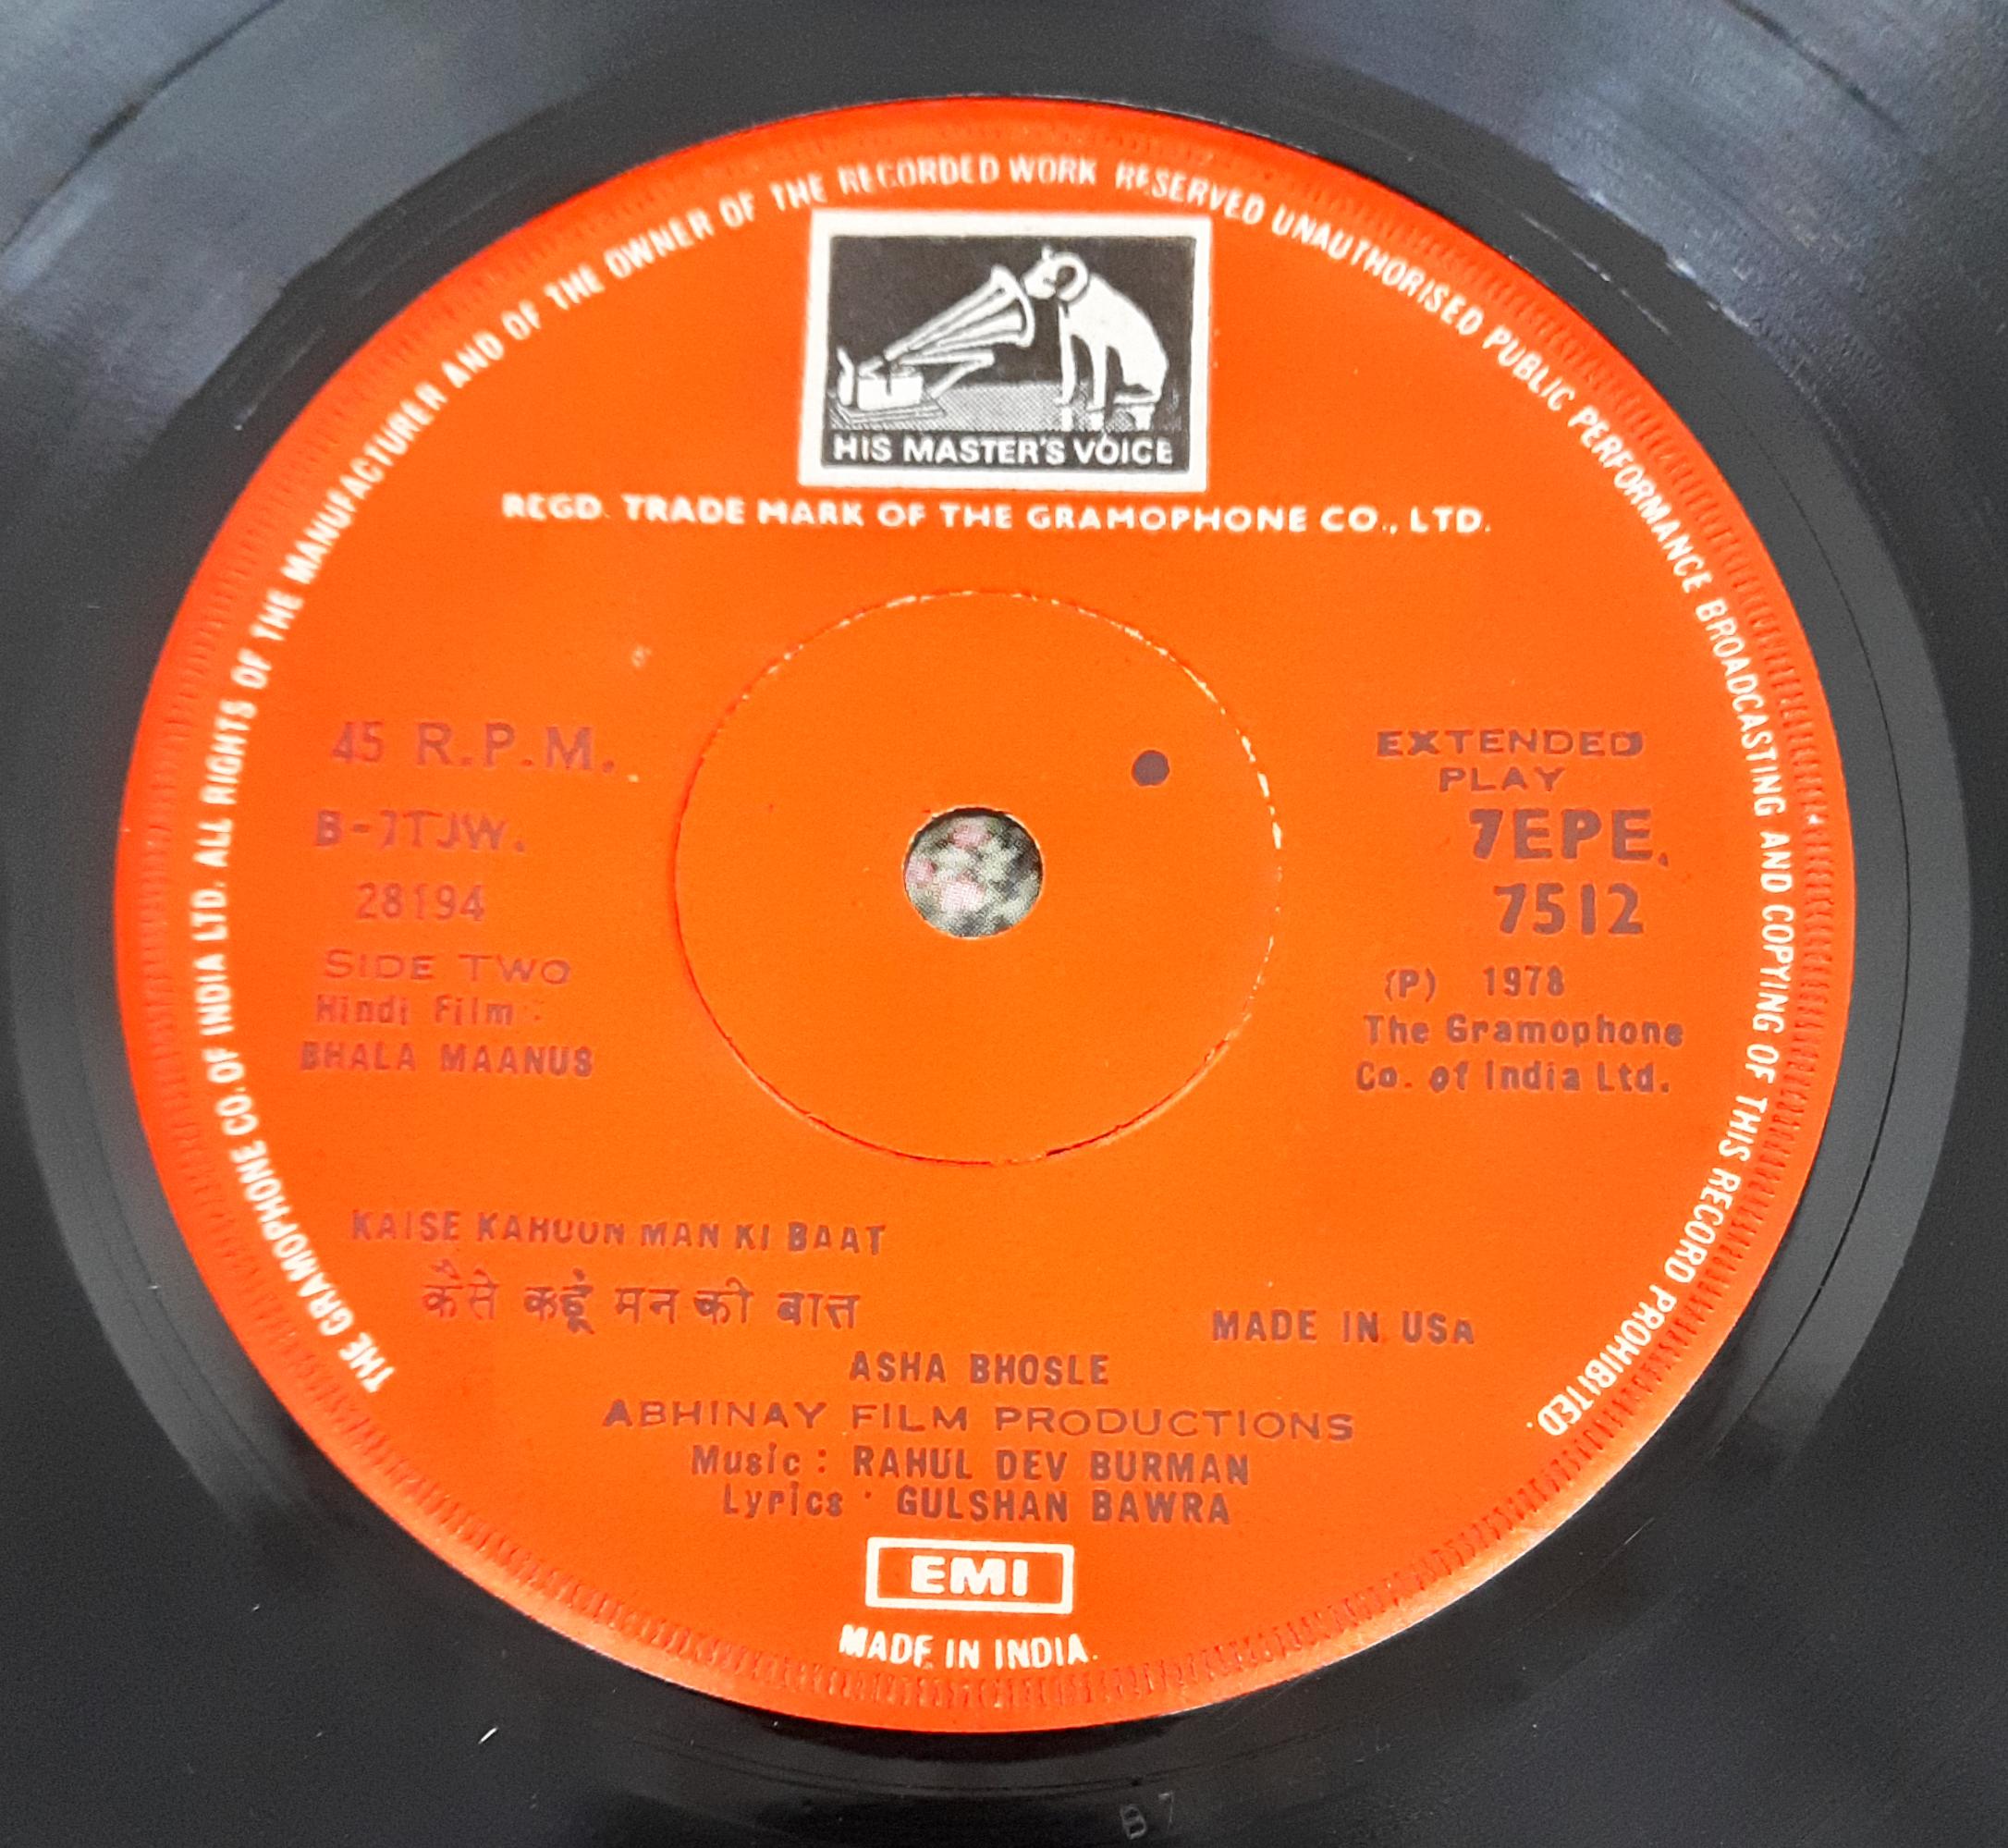 THE GRAMOPHONE CO. OF INDIA LTD. ALL RIGHTS OF THE MANUFACTURER AND OF THE OWNER OF THE RECORDED WORK RESERVED UNAUTHORISED PUBLIC PERFORMANCE BROADCASTING AND COPYING OF THIS RECORD PROHIBITED.
HIS MASTER'S VOICE
REGD. TRADE MARK OF THE GRAMOPHONE CO., LTD.
45 R.P.M.
B-7TJW.
28194
SIDE TWO
Hindi Film :
BHALA MAANUS
EXTENDED
PLAY
7EPE.
7512
(P) 1978
The Gramophone
Co. of India Ltd.
KAISE KAHUUN MAN KI BAAT
कैसे कहूं मन की बात
MADE IN USA
ASHA BHOSLE
ABHINAY FILM PRODUCTIONS
Music : RAHUL DEV BURMAN
Lyrics : GULSHAN BAWRA
EMI
MADE IN INDIA.